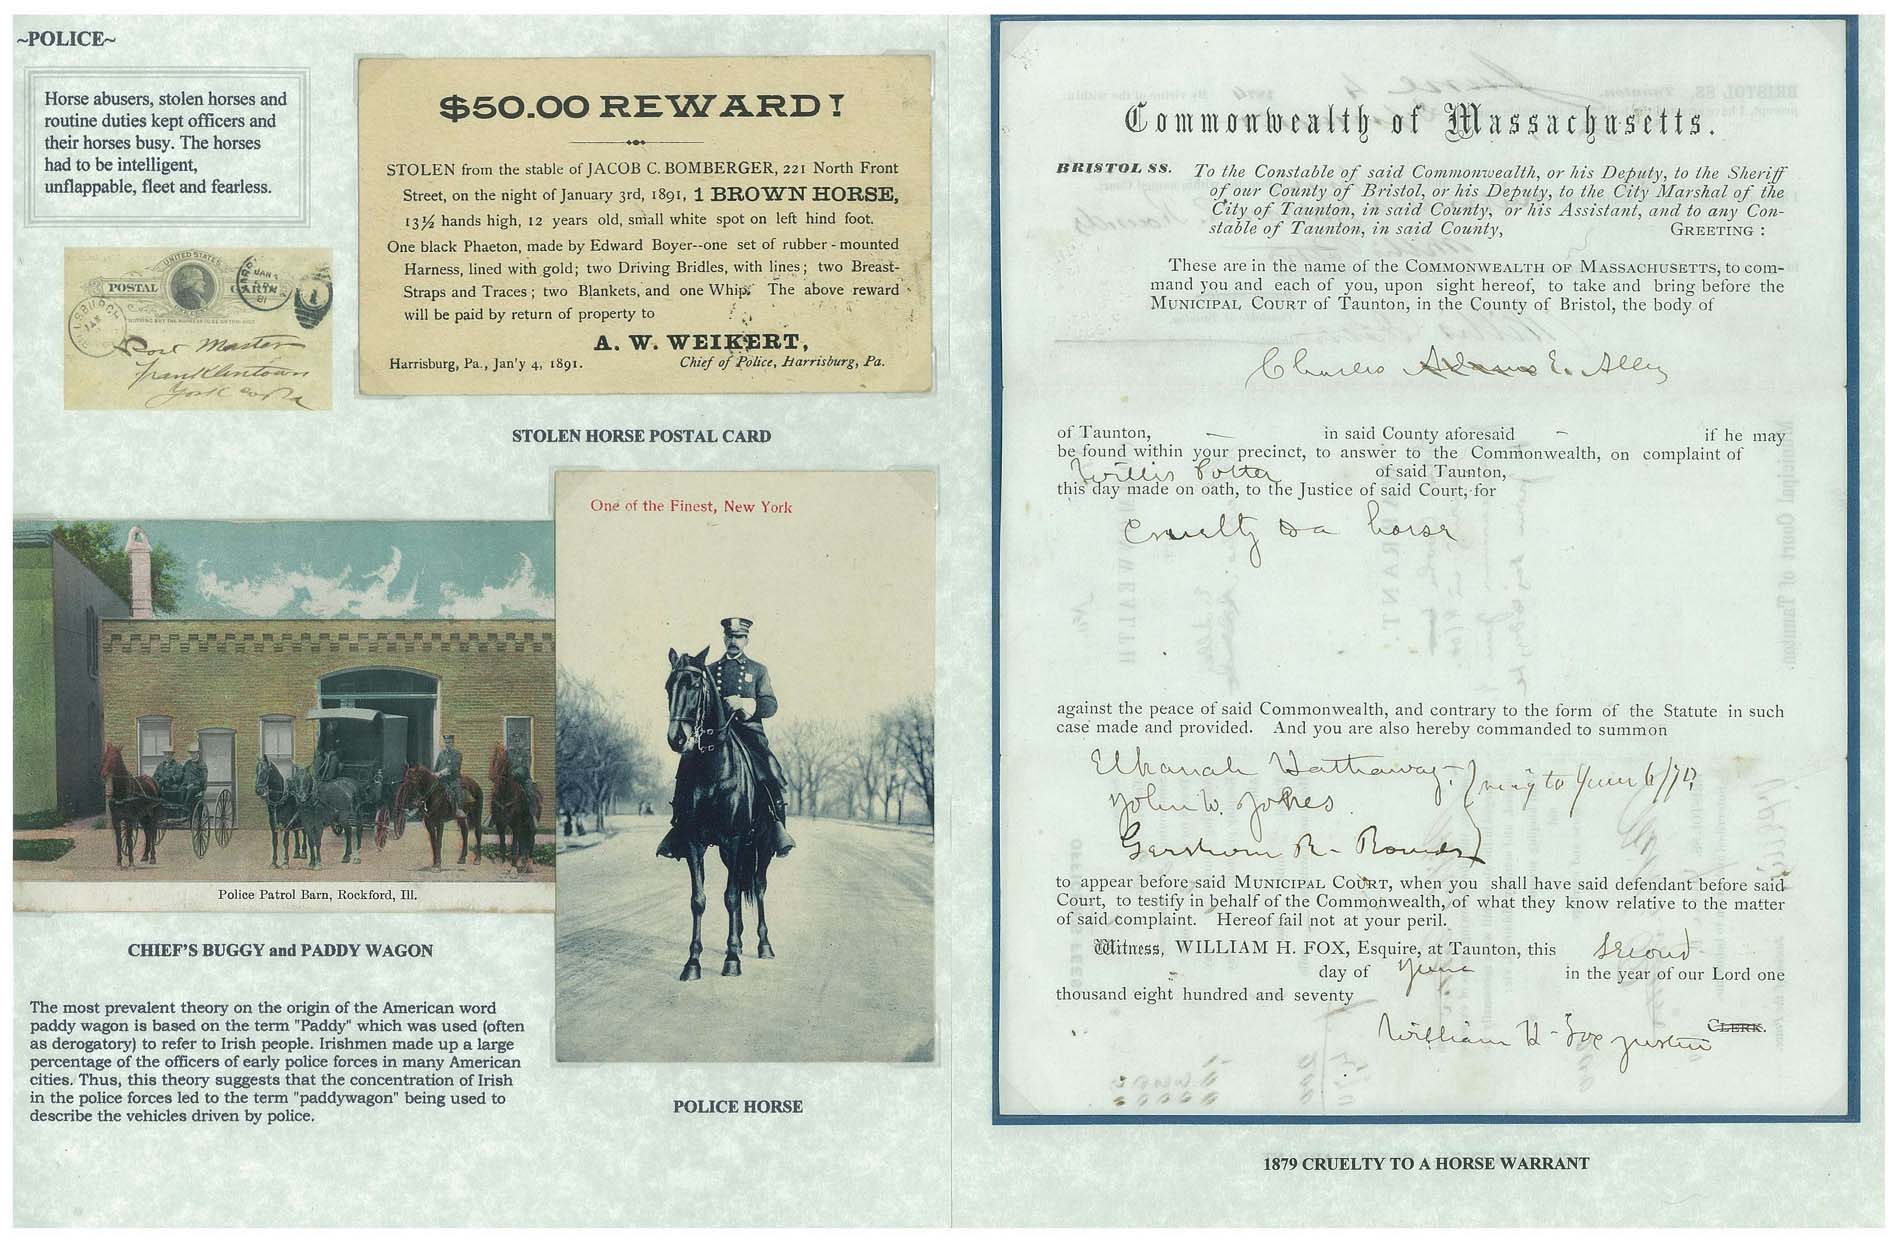 ~POLICE~
Horse abusers, stolen horses and
routine duties kept officers and
their horses busy. The horses
had to be intelligent,
unflappable, fleet and fearless.
$50.00 REWARD!
STOLEN from the stable of JACOB C. BOMBERGER, 221 North Front
Street, on the night of January 3rd, 1891, 1 BROWN HORSE,
13½ hands high, 12 years old, small white spot on left hind foot.
One black Phaeton, made by Edward Boyer--one set of rubber-mounted
Harness, lined with gold; two Driving Bridles, with lines; two Breast-
Straps and Traces; two Blankets, and one Whip. The above reward
will be paid by return of property to
A. W. WEIKERT,
Harrisburg, Pa., Jan'y 4, 1891. Chief of Police, Harrisburg, Pa.
UNITED STATES
POSTAL CARD
NOTHING BUT THE ADDRESS TO BE ON THIS SIDE
JAN
91
1
Post Master
Franklintown
York Co Pa
STOLEN HORSE POSTAL CARD
Police Patrol Barn, Rockford, Ill.
CHIEF'S BUGGY and PADDY WAGON
The most prevalent theory on the origin of the American word
paddy wagon is based on the term "Paddy" which was used (often
as derogatory) to refer to Irish people. Irishmen made up a large
percentage of the officers of early police forces in many American
cities. Thus, this theory suggests that the concentration of Irish
in the police forces led to the term "paddywagon" being used to
describe the vehicles driven by police.
One of the Finest, New York
POLICE HORSE
Commonwealth of Massachusetts.
BRISTOL SS. To the Constable of said Commonwealth, or his Deputy, to the Sheriff
of our County of Bristol, or his Deputy, to the City Marshal of the
City of Taunton, in said County, or his Assistant, and to any Con-
stable of Taunton, in said County, GREETING:
These are in the name of the COMMONWEALTH OF MASSACHUSETTS, to com-
mand you and each of you, upon sight hereof, to take and bring before the
MUNICIPAL COURT of Taunton, in the County of Bristol, the body of
Charles E. Alley
of Taunton, in said County aforesaid if he may
be found within your precinct, to answer to the Commonwealth, on complaint of
Willis Potter of said Taunton,
this day made on oath, to the Justice of said Court, for
Cruelty to a horse
against the peace of said Commonwealth, and contrary to the form of the Statute in such
case made and provided. And you are also hereby commanded to summon
Elkanah Hathaway
John W. Jones
Gershom R.
to appear before said MUNICIPAL COURT, when you shall have said defendant before said
Court, to testify in behalf of the Commonwealth, of what they know relative to the matter
of said complaint. Hereof fail not at your peril.
Witness, WILLIAM H. FOX, Esquire, at Taunton, this second
day of June in the year of our Lord one
thousand eight hundred and seventy
William H. Fox Justice CLERK.
1879 CRUELTY TO A HORSE WARRANT